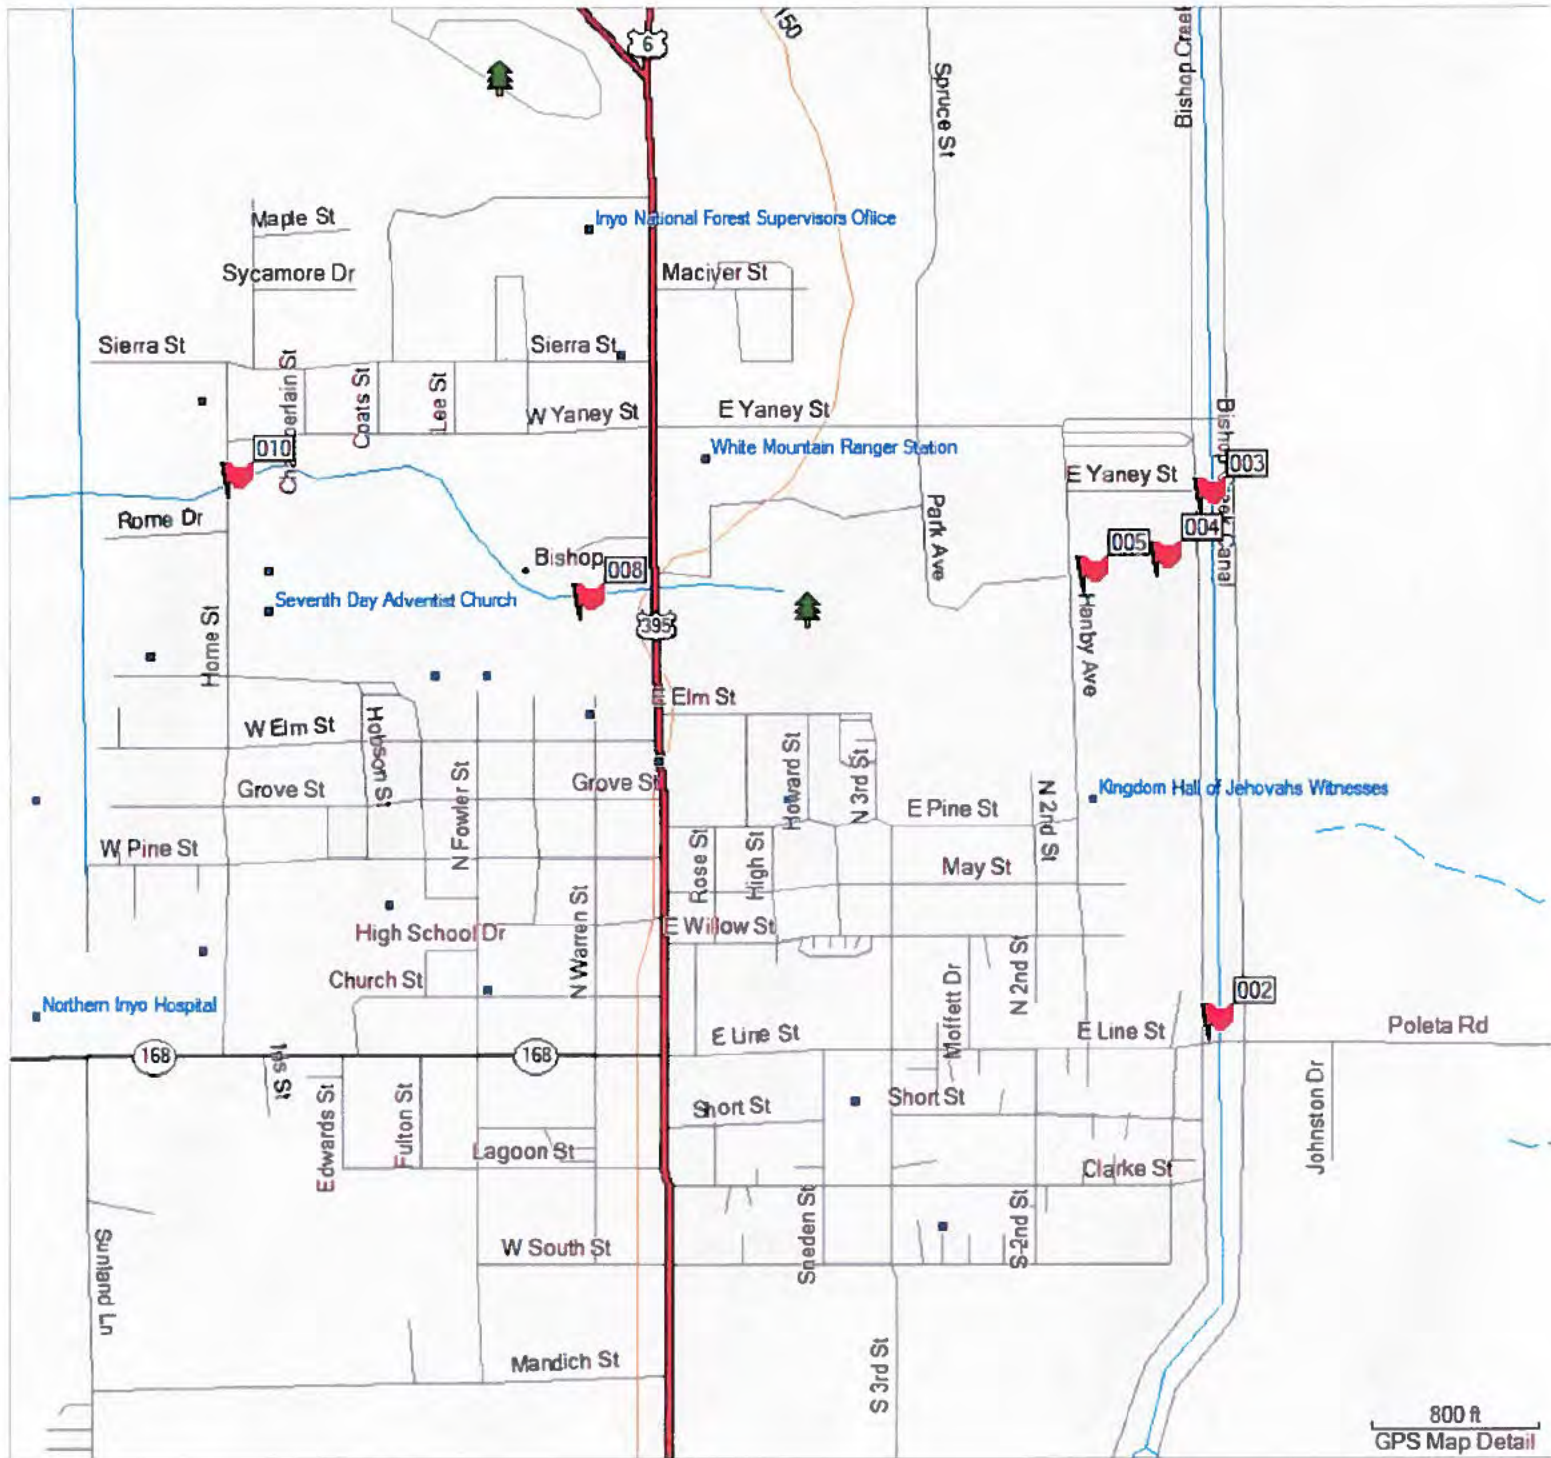 6
150
Bishop Creek
Spruce St
Maple St
Inyo National Forest Supervisors Office
Sycamore Dr
Maciver St
Sierra St
Sierra St
Chamberlain St
Coats St
Lee St
W Yaney St
E Yaney St
010
White Mountain Ranger Station
E Yaney St
003
Bishop Creek Canal
Rome Dr
Park Ave
004
005
Bishop
008
Seventh Day Adventist Church
395
Home St
Hanby Ave
E Elm St
W Elm St
Hobson St
Grove St
Grove St
N Fowler St
Howard St
N 3rd St
E Pine St
N 2nd St
Kingdom Hall of Jehovahs Witnesses
W Pine St
Rose St
High St
May St
High School Dr
N Warren St
E Willow St
Church St
Moffett Dr
N 2nd St
002
Northern Inyo Hospital
E Line St
E Line St
Poleta Rd
168
168
Edwards St
Fulton St
Short St
Short St
Johnston Dr
Lagoon St
Clarke St
Sunland Ln
W South St
Sneden St
S 2nd St
Mandich St
S 3rd St
800 ft
GPS Map Detail